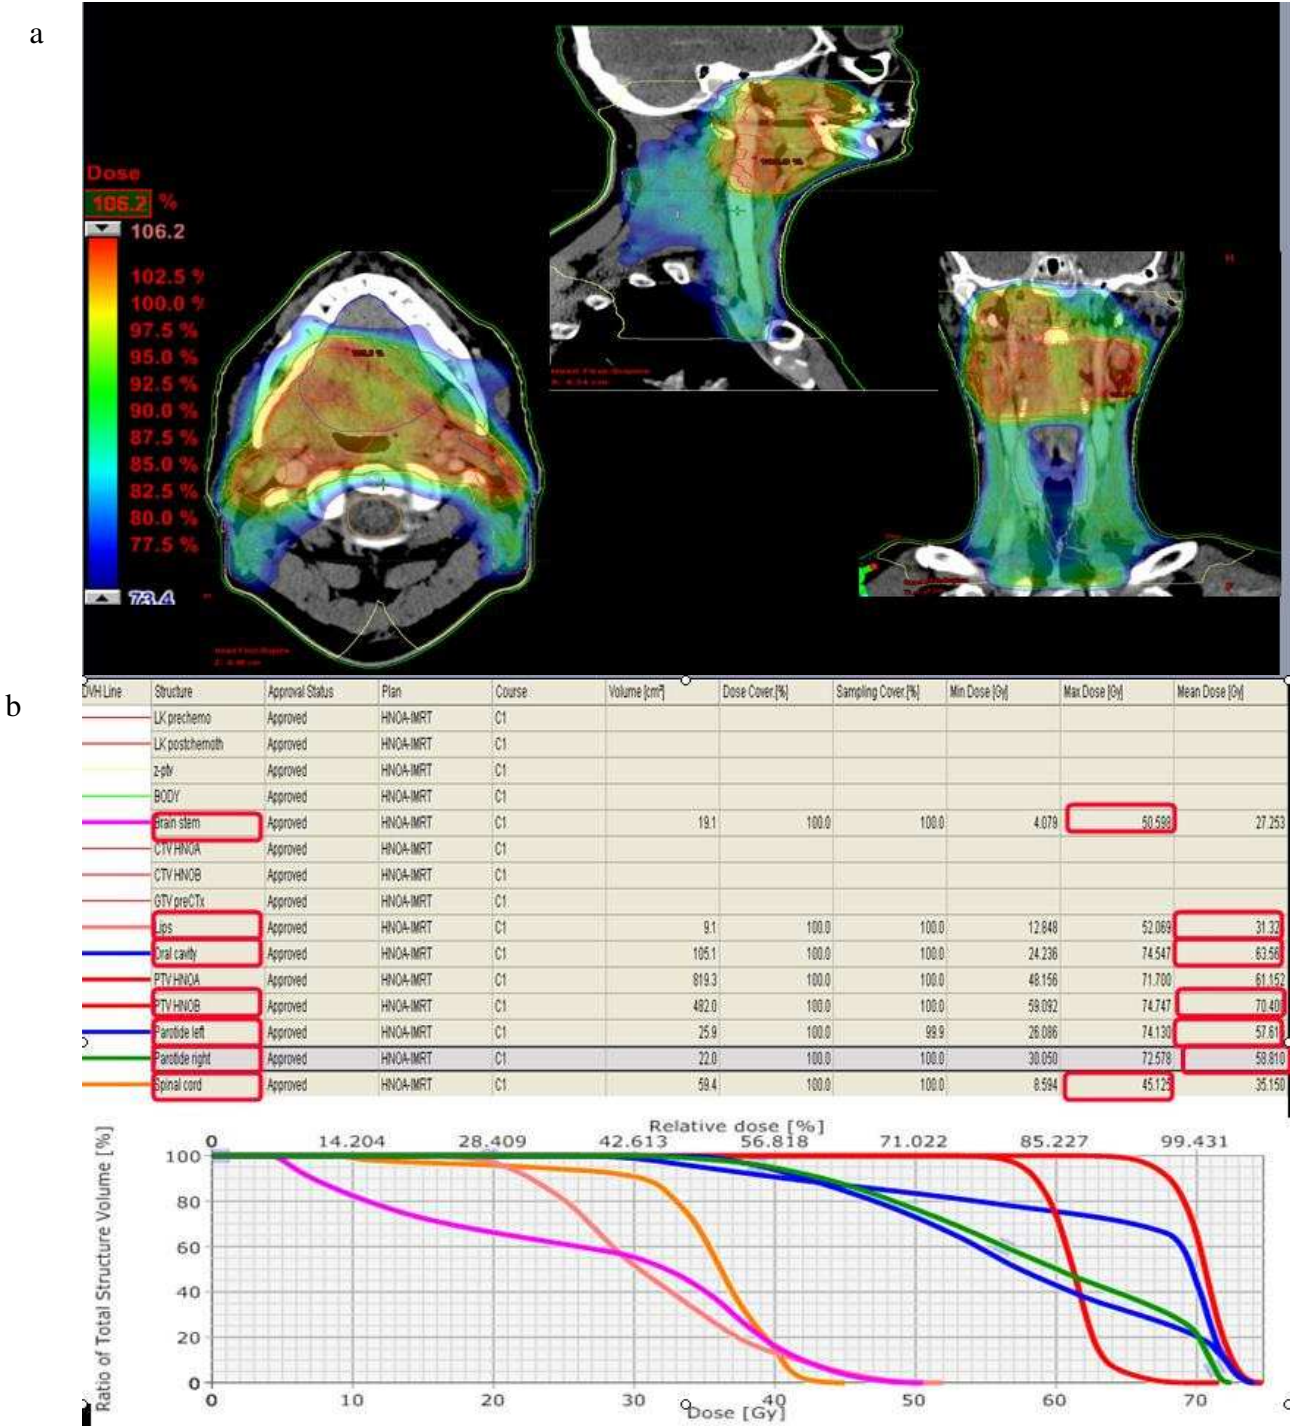 a
Dose
106.2 %
106.2
102.5 %
100.0 %
97.5 %
95.0 %
92.5 %
90.0 %
87.5 %
85.0 %
82.5 %
80.0 %
77.5 %
73.4
H
b
DVH Line Structure Approval Status Plan Course Volume [cm³] Dose Cover.[%] Sampling Cover.[%] Min Dose [Gy] Max Dose [Gy] Mean Dose [Gy]
LK prechemo Approved HNOA-IMRT C1
LK postchemoth Approved HNOA-IMRT C1
z-ptv Approved HNOA-IMRT C1
BODY Approved HNOA-IMRT C1
Brain stem Approved HNOA-IMRT C1 19.1 100.0 100.0 4.079 50.598 27.253
CTV HNOA Approved HNOA-IMRT C1
CTV HNOB Approved HNOA-IMRT C1
GTV preCTx Approved HNOA-IMRT C1
Lips Approved HNOA-IMRT C1 9.1 100.0 100.0 12.848 52.069 31.32
Oral cavity Approved HNOA-IMRT C1 105.1 100.0 100.0 24.236 74.547 63.56
PTV HNOA Approved HNOA-IMRT C1 819.3 100.0 100.0 48.156 71.700 61.152
PTV HNOB Approved HNOA-IMRT C1 482.0 100.0 100.0 59.092 74.747 70.40
Parotide left Approved HNOA-IMRT C1 25.9 100.0 99.9 26.086 74.130 57.61
Parotide right Approved HNOA-IMRT C1 22.0 100.0 100.0 30.050 72.578 58.810
Spinal cord Approved HNOA-IMRT C1 59.4 100.0 100.0 8.594 45.125 35.150
Relative dose [%]
0 14.204 28.409 42.613 56.818 71.022 85.227 99.431
Ratio of Total Structure Volume [%]
100
80
60
40
20
0
0 10 20 30 40 50 60 70
Dose [Gy]